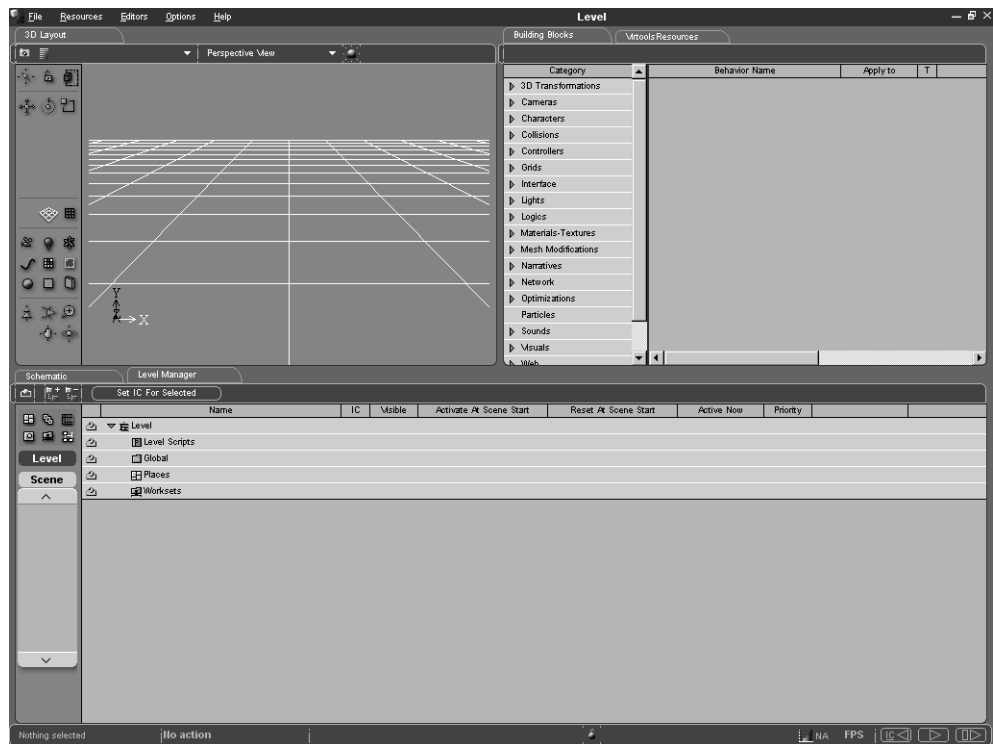 File Resources Editors Options Help Level
3D Layout
Perspective View
Y
X
Building Blocks VirtoolsResources
Category Behavior Name Apply to T
3D Transformations
Cameras
Characters
Collisions
Controllers
Grids
Interface
Lights
Logics
Materials-Textures
Mesh Modifications
Narratives
Network
Optimizations
Particles
Sounds
Visuals
Web
Schematic Level Manager
Set IC For Selected
Name IC Visible Activate At Scene Start Reset At Scene Start Active Now Priority
Level
Level Scripts
Global
Places
Worksets
Level
Scene
Nothing selected No action NA FPS IC